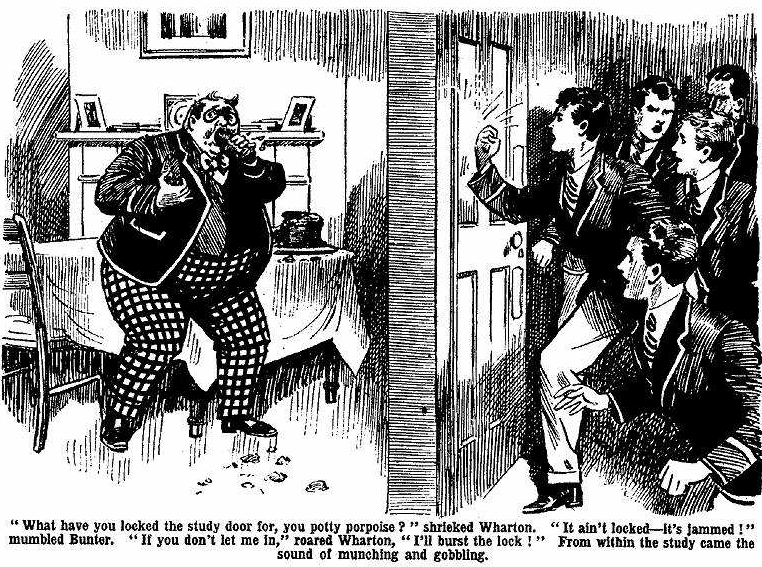 “ What have you locked the study door for, you potty porpoise ? ” shrieked Wharton. “ It ain't locked—it's jammed ! ”
mumbled Bunter. “ If you don't let me in,” roared Wharton, “ I'll burst the lock ! ” From within the study came the
sound of munching and gobbling.